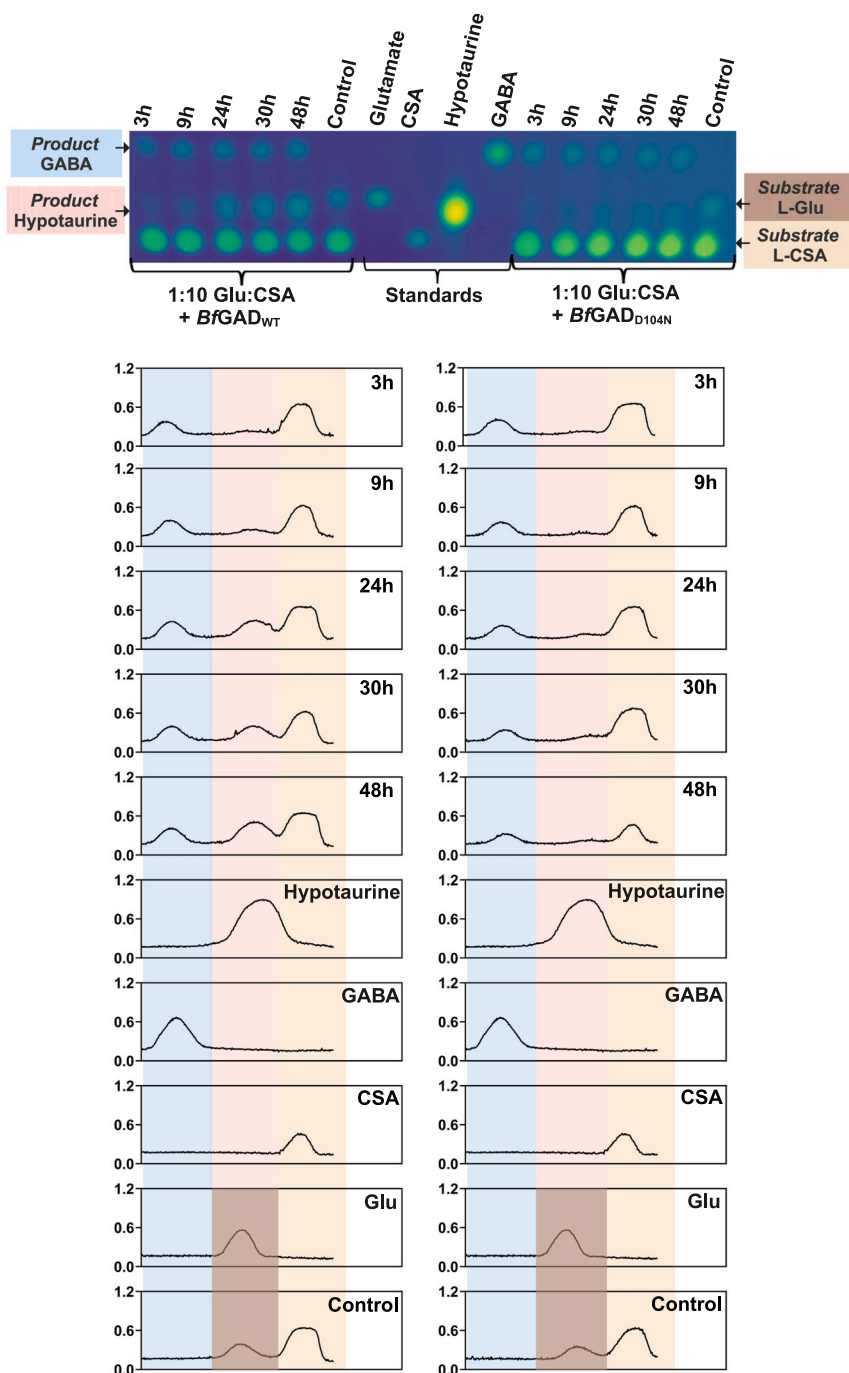 3h 9h 24h 30h 48h Control Glutamate CSA Hypotaurine GABA 3h 9h 24h 30h 48h Control
Product
GABA
Product
Hypotaurine
Substrate
L-Glu
Substrate
L-CSA
1:10 Glu:CSA
+ BfGADWT
Standards
1:10 Glu:CSA
+ BfGADD104N
1.2 3h
0.6
0.0
1.2 3h
0.6
0.0
1.2 9h
0.6
0.0
1.2 9h
0.6
0.0
1.2 24h
0.6
0.0
1.2 24h
0.6
0.0
1.2 30h
0.6
0.0
1.2 30h
0.6
0.0
1.2 48h
0.6
0.0
1.2 48h
0.6
0.0
1.2 Hypotaurine
0.6
0.0
1.2 Hypotaurine
0.6
0.0
1.2 GABA
0.6
0.0
1.2 GABA
0.6
0.0
1.2 CSA
0.6
0.0
1.2 CSA
0.6
0.0
1.2 Glu
0.6
0.0
1.2 Glu
0.6
0.0
1.2 Control
0.6
0.0
1.2 Control
0.6
0.0